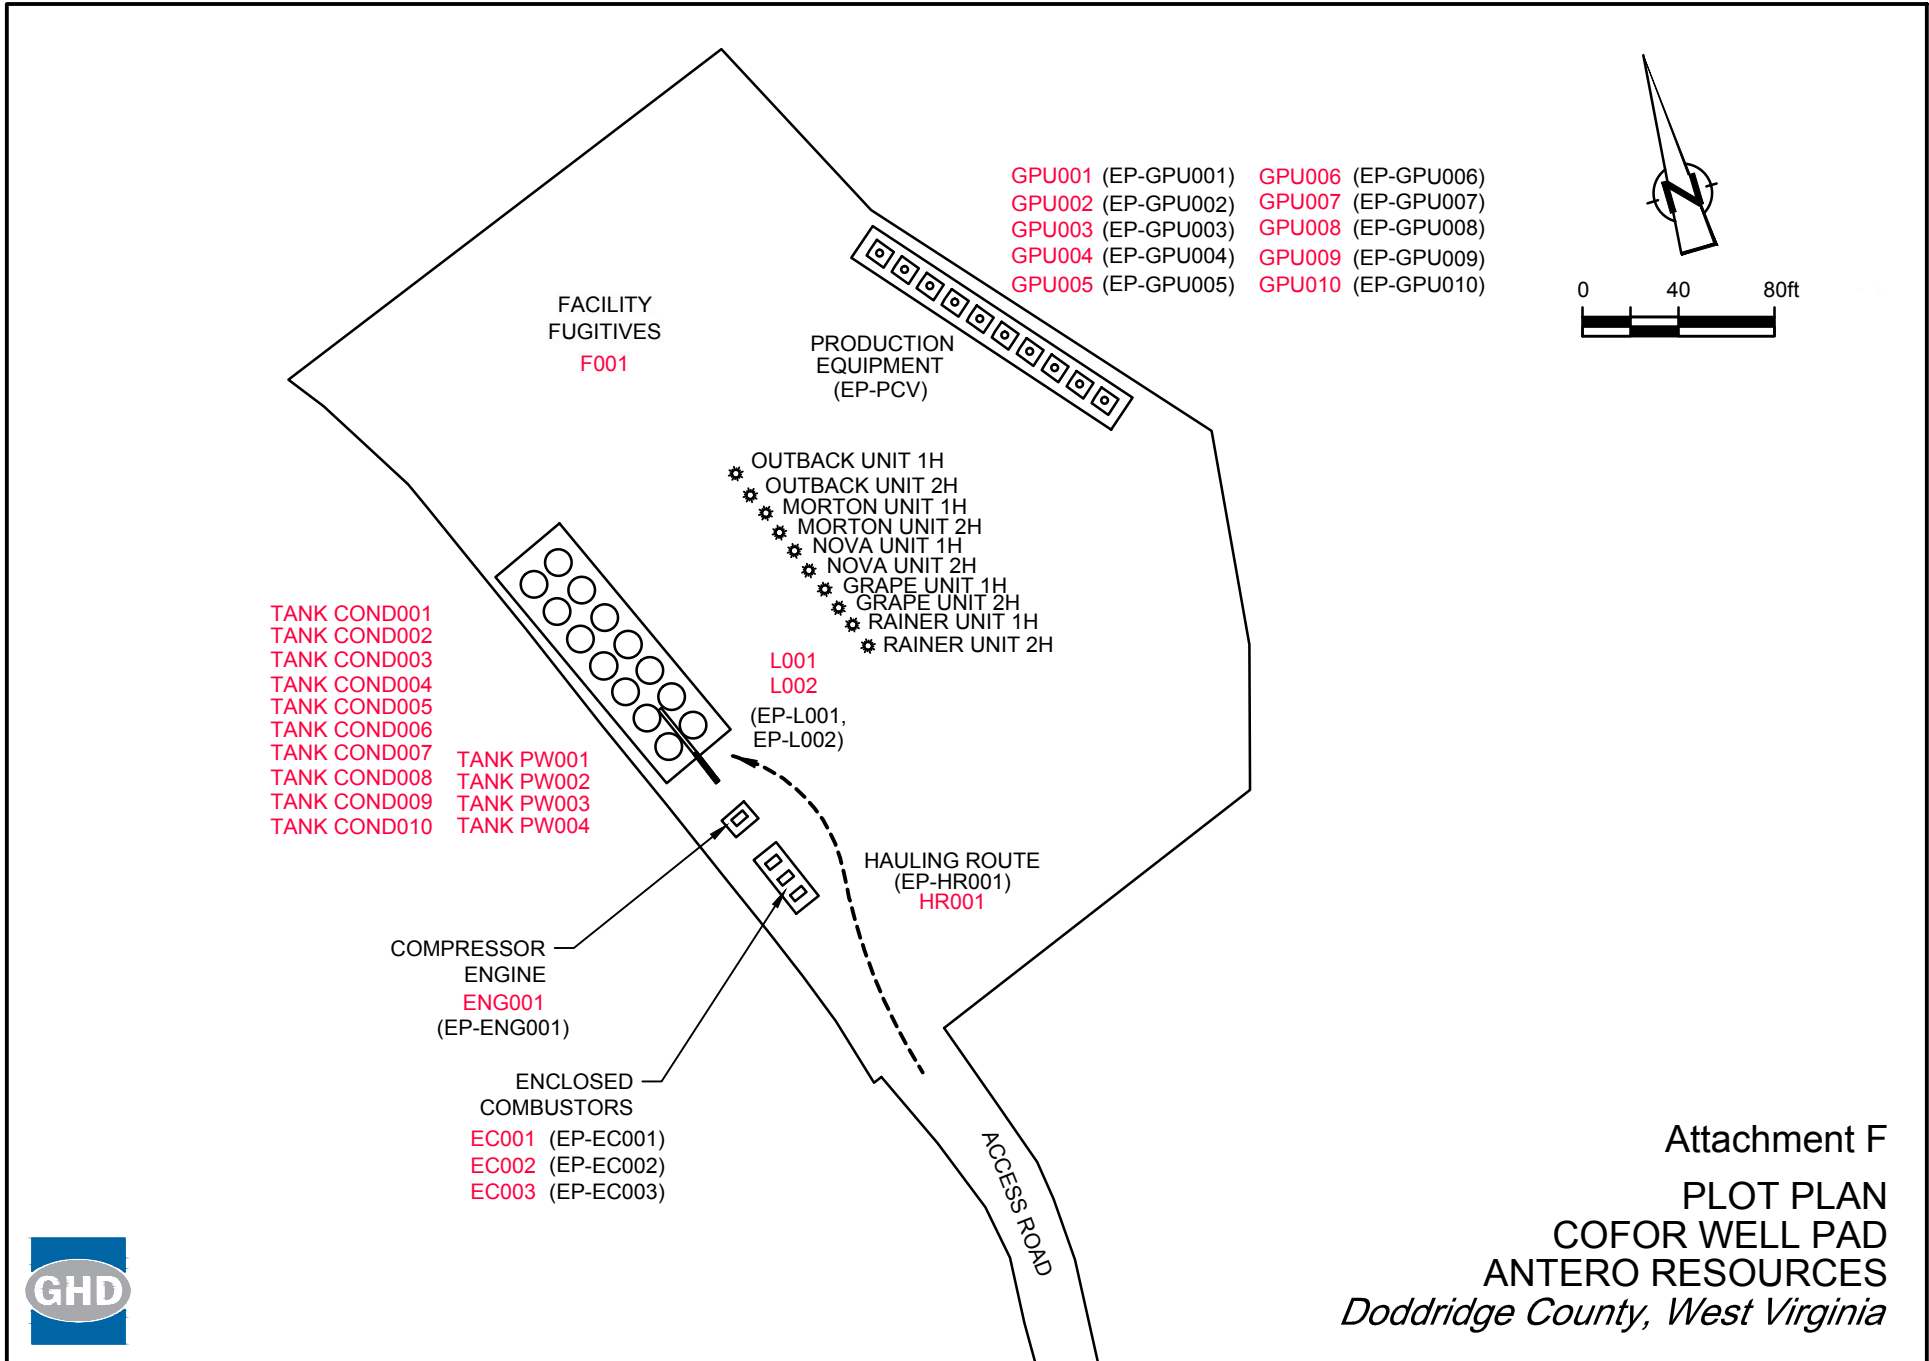 GPU001 (EP-GPU001) GPU006 (EP-GPU006)
GPU002 (EP-GPU002) GPU007 (EP-GPU007)
GPU003 (EP-GPU003) GPU008 (EP-GPU008)
GPU004 (EP-GPU004) GPU009 (EP-GPU009)
GPU005 (EP-GPU005) GPU010 (EP-GPU010)
N
0 40 80ft
FACILITY
FUGITIVES
F001
PRODUCTION
EQUIPMENT
(EP-PCV)
OUTBACK UNIT 1H
OUTBACK UNIT 2H
MORTON UNIT 1H
MORTON UNIT 2H
NOVA UNIT 1H
NOVA UNIT 2H
GRAPE UNIT 1H
GRAPE UNIT 2H
RAINER UNIT 1H
RAINER UNIT 2H
TANK COND001
TANK COND002
TANK COND003
TANK COND004
TANK COND005
TANK COND006
TANK COND007
TANK COND008
TANK COND009
TANK COND010
TANK PW001
TANK PW002
TANK PW003
TANK PW004
L001
L002
(EP-L001,
EP-L002)
HAULING ROUTE
(EP-HR001)
HR001
COMPRESSOR
ENGINE
ENG001
(EP-ENG001)
ENCLOSED
COMBUSTORS
EC001 (EP-EC001)
EC002 (EP-EC002)
EC003 (EP-EC003)
ACCESS ROAD
Attachment F
PLOT PLAN
COFOR WELL PAD
ANTERO RESOURCES
Doddridge County, West Virginia
GHD